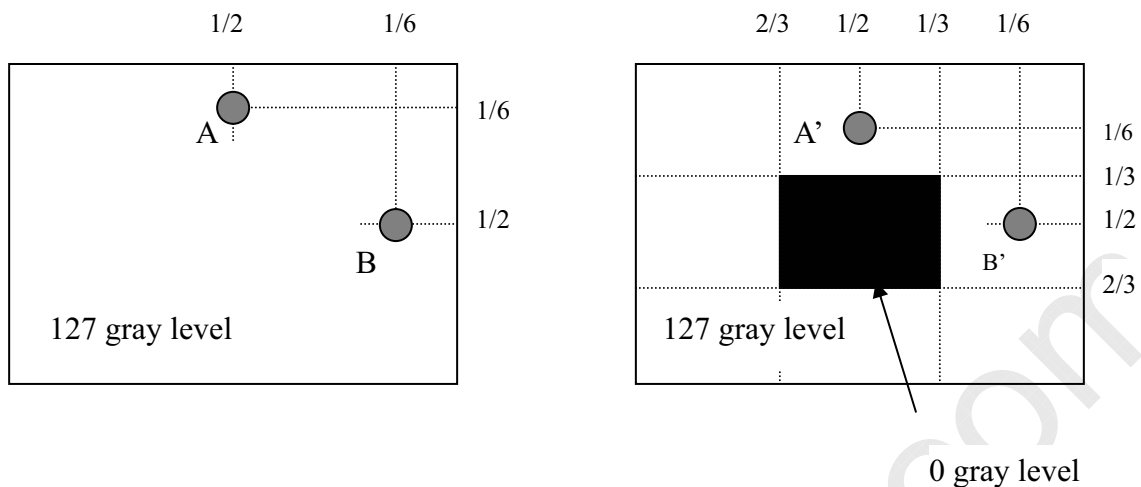 1/2 1/6 2/3 1/2 1/3 1/6
A 1/6 A’ 1/6
1/3
B 1/2 B’ 1/2
2/3
127 gray level 127 gray level
0 gray level
com